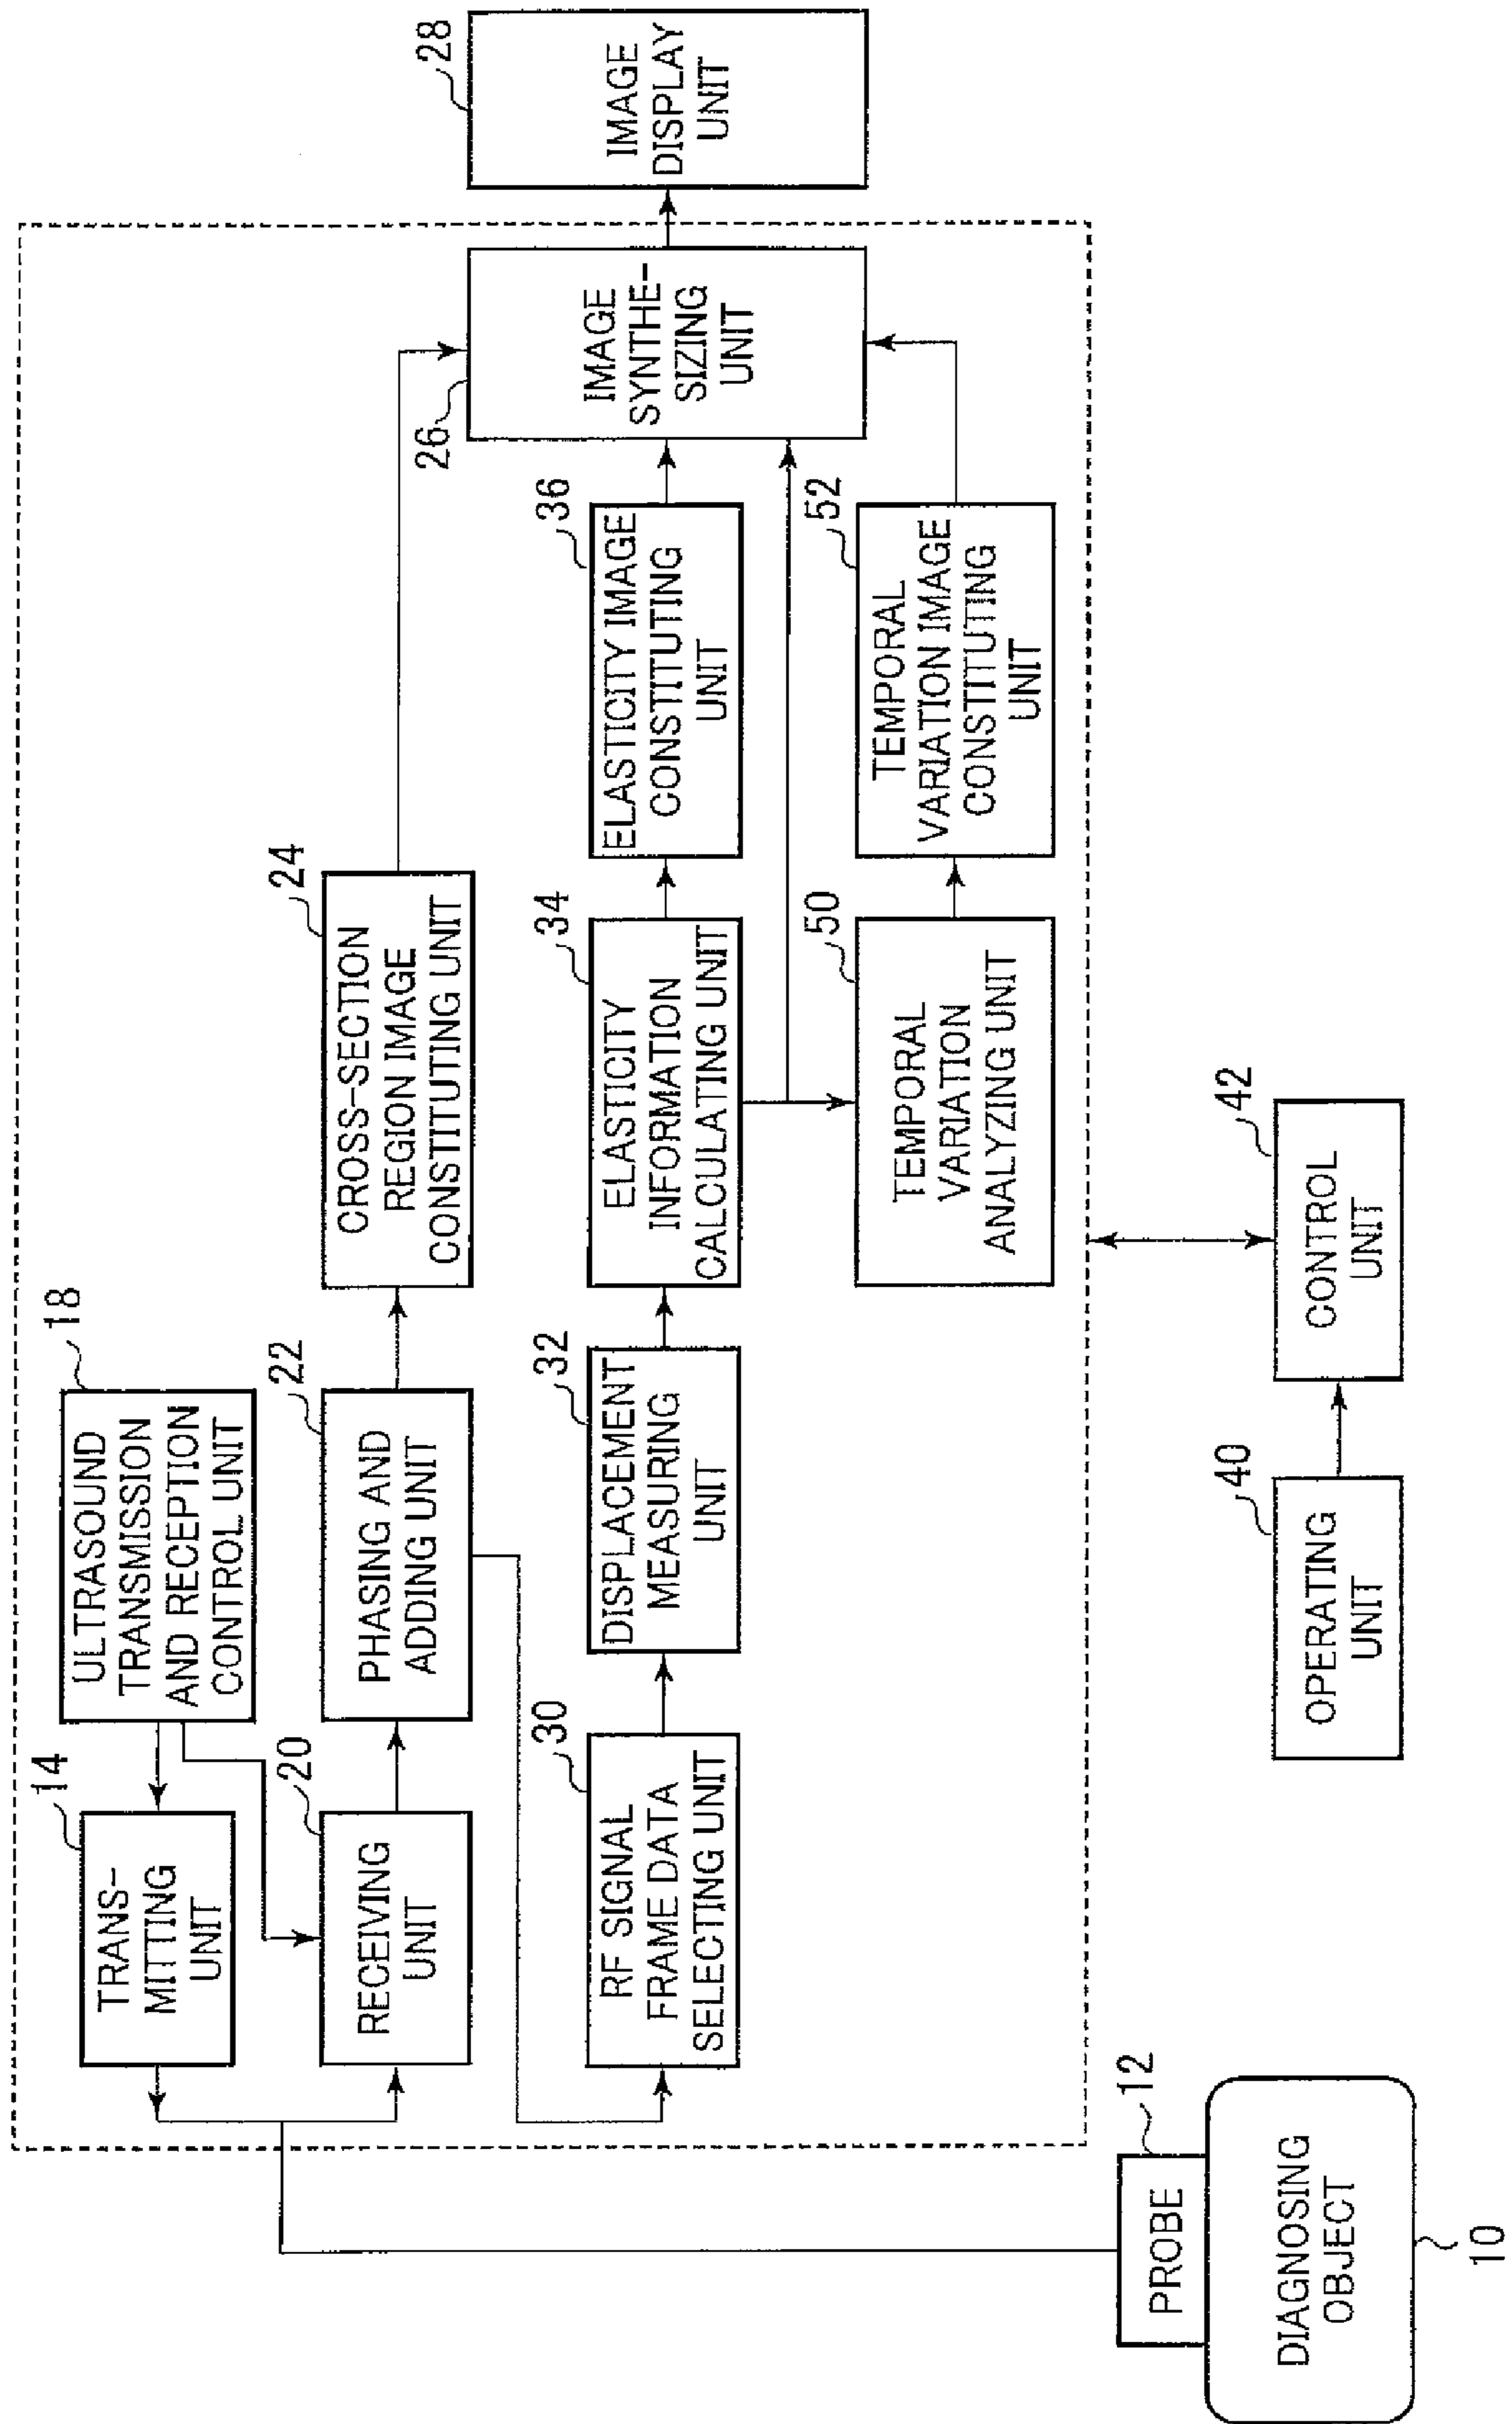 18
ULTRASOUND
TRANSMISSION
AND RECEPTION
CONTROL UNIT
14
TRANS-
MITTING
UNIT
20
RECEIVING
UNIT
22
PHASING AND
ADDING UNIT
24
CROSS-SECTION
REGION IMAGE
CONSTITUTING UNIT
26
IMAGE
SYNTHE-
SIZING
UNIT
28
IMAGE
DISPLAY
UNIT
30
RF SIGNAL
FRAME DATA
SELECTING UNIT
32
DISPLACEMENT
MEASURING
UNIT
34
ELASTICITY
INFORMATION
CALCULATING UNIT
36
ELASTICITY IMAGE
CONSTITUTING
UNIT
50
TEMPORAL
VARIATION
ANALYZING UNIT
52
TEMPORAL
VARIATION IMAGE
CONSTITUTING
UNIT
12
PROBE
DIAGNOSING
OBJECT
10
40
OPERATING
UNIT
42
CONTROL
UNIT